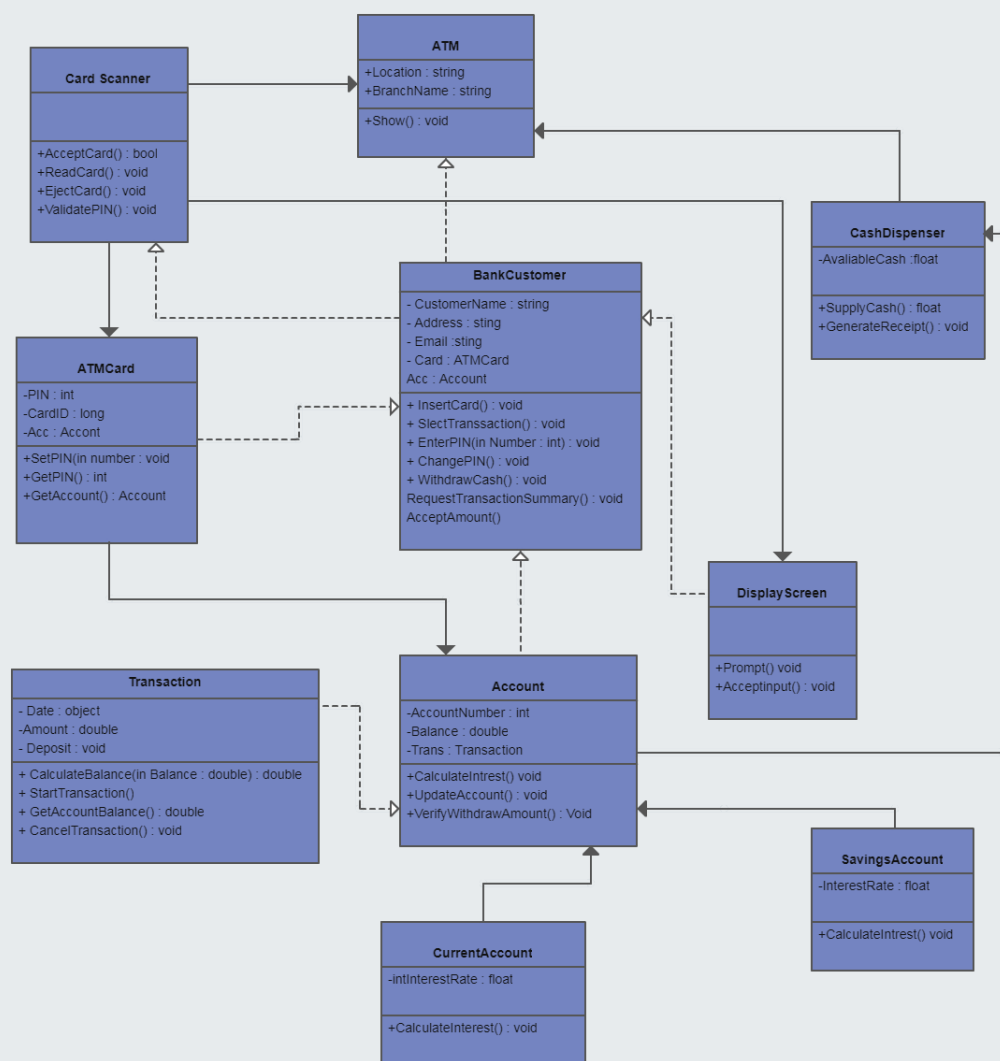 ATM
+Location : string
+BranchName : string
+Show() : void
Card Scanner
+AcceptCard() : bool
+ReadCard() : void
+EjectCard() : void
+ValidatePIN() : void
CashDispenser
-AvaliableCash :float
+SupplyCash() : float
+GenerateReceipt() : void
BankCustomer
- CustomerName : string
- Address : sting
- Email :sting
- Card : ATMCard
Acc : Account
+ InsertCard() : void
+ SlectTranssaction() : void
+ EnterPIN(in Number : int) : void
+ ChangePIN() : void
+ WithdrawCash() : void
RequestTransactionSummary() : void
AcceptAmount()
ATMCard
-PIN : int
-CardID : long
-Acc : Accont
+SetPIN(in number : void
+GetPIN() : int
+GetAccount() : Account
DisplayScreen
+Prompt() void
+Acceptinput() : void
Transaction
- Date : object
-Amount : double
- Deposit : void
+ CalculateBalance(in Balance : double) : double
+ StartTransaction()
+ GetAccountBalance() : double
+ CancelTransaction() : void
Account
-AccountNumber : int
-Balance : double
-Trans : Transaction
+CalculateIntrest() void
+UpdateAccount() : void
+VerifyWithdrawAmount() : Void
SavingsAccount
-InterestRate : float
+CalculateIntrest() void
CurrentAccount
-intInterestRate : float
+CalculateInterest() : void